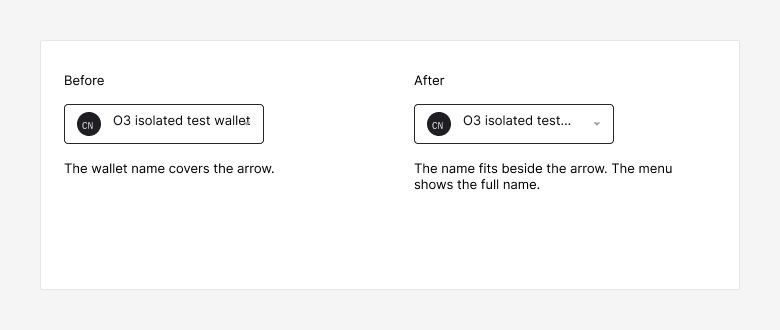 Before
CN O3 isolated test wallet
The wallet name covers the arrow.
After
CN O3 isolated test...
The name fits beside the arrow. The menu
shows the full name.